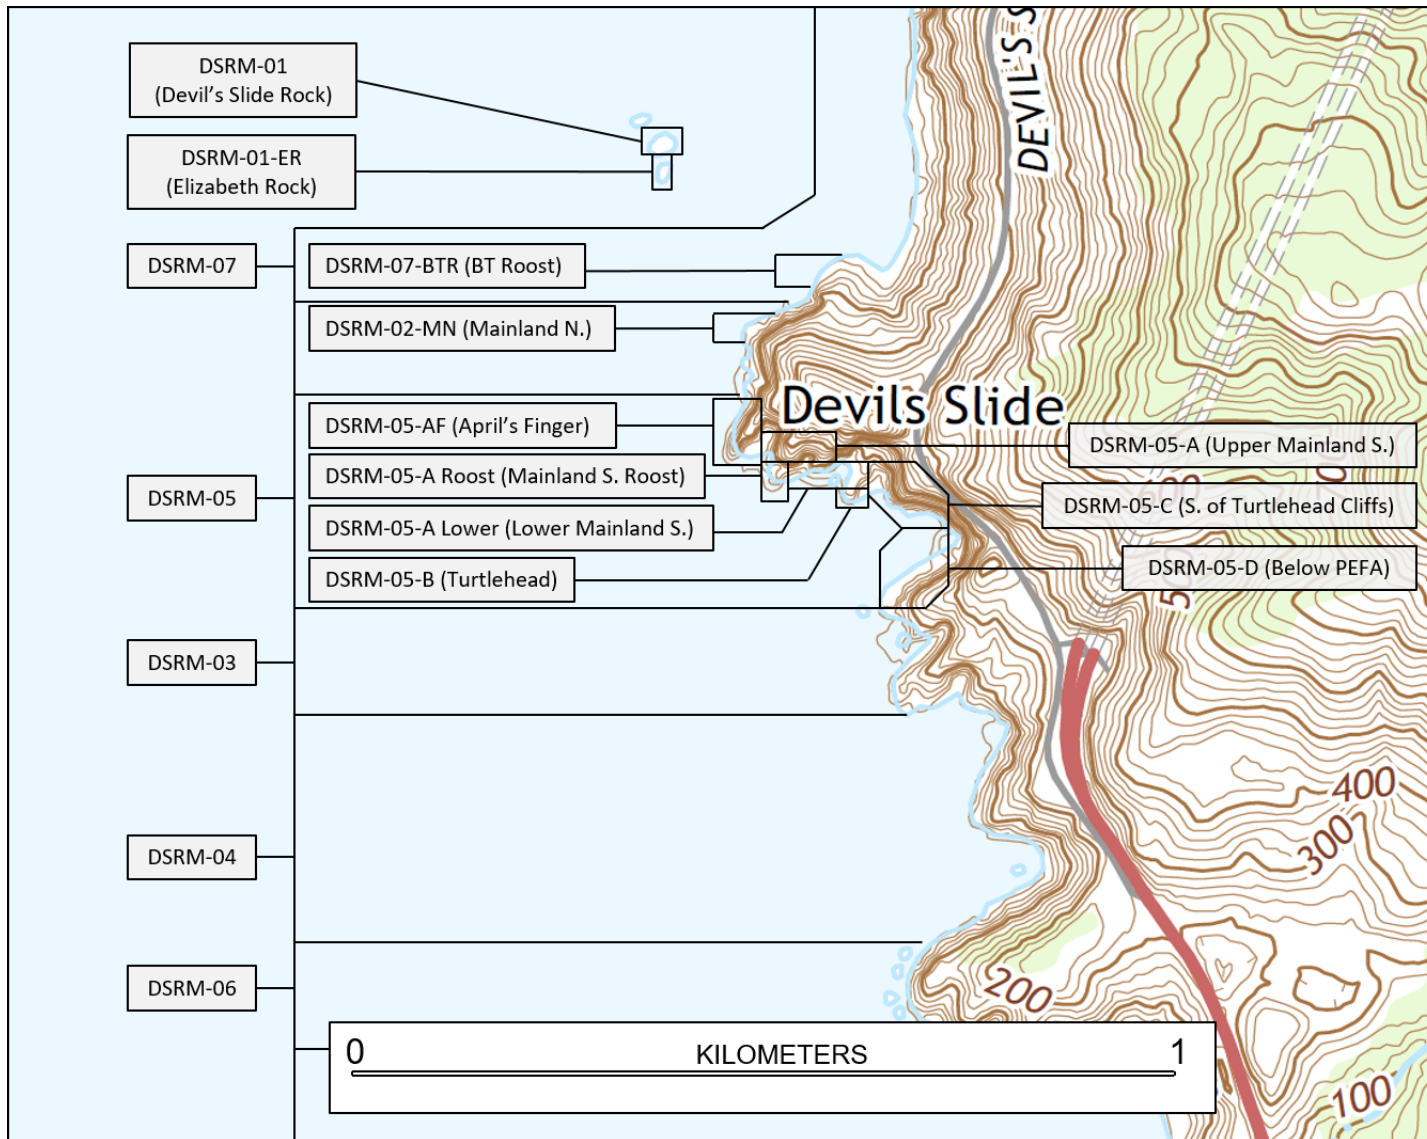 DSRM-01
(Devil's Slide Rock)
DSRM-01-ER
(Elizabeth Rock)
DEVIL'S S
DSRM-07
DSRM-07-BTR (BT Roost)
DSRM-02-MN (Mainland N.)
Devils Slide
DSRM-05-AF (April's Finger)
DSRM-05-A (Upper Mainland S.)
DSRM-05-A Roost (Mainland S. Roost)
DSRM-05
DSRM-05-C (S. of Turtlehead Cliffs)
DSRM-05-A Lower (Lower Mainland S.)
DSRM-05-B (Turtlehead)
DSRM-05-D (Below PEFA)
500
DSRM-03
400
300
DSRM-04
DSRM-06
200
0 KILOMETERS 1
100